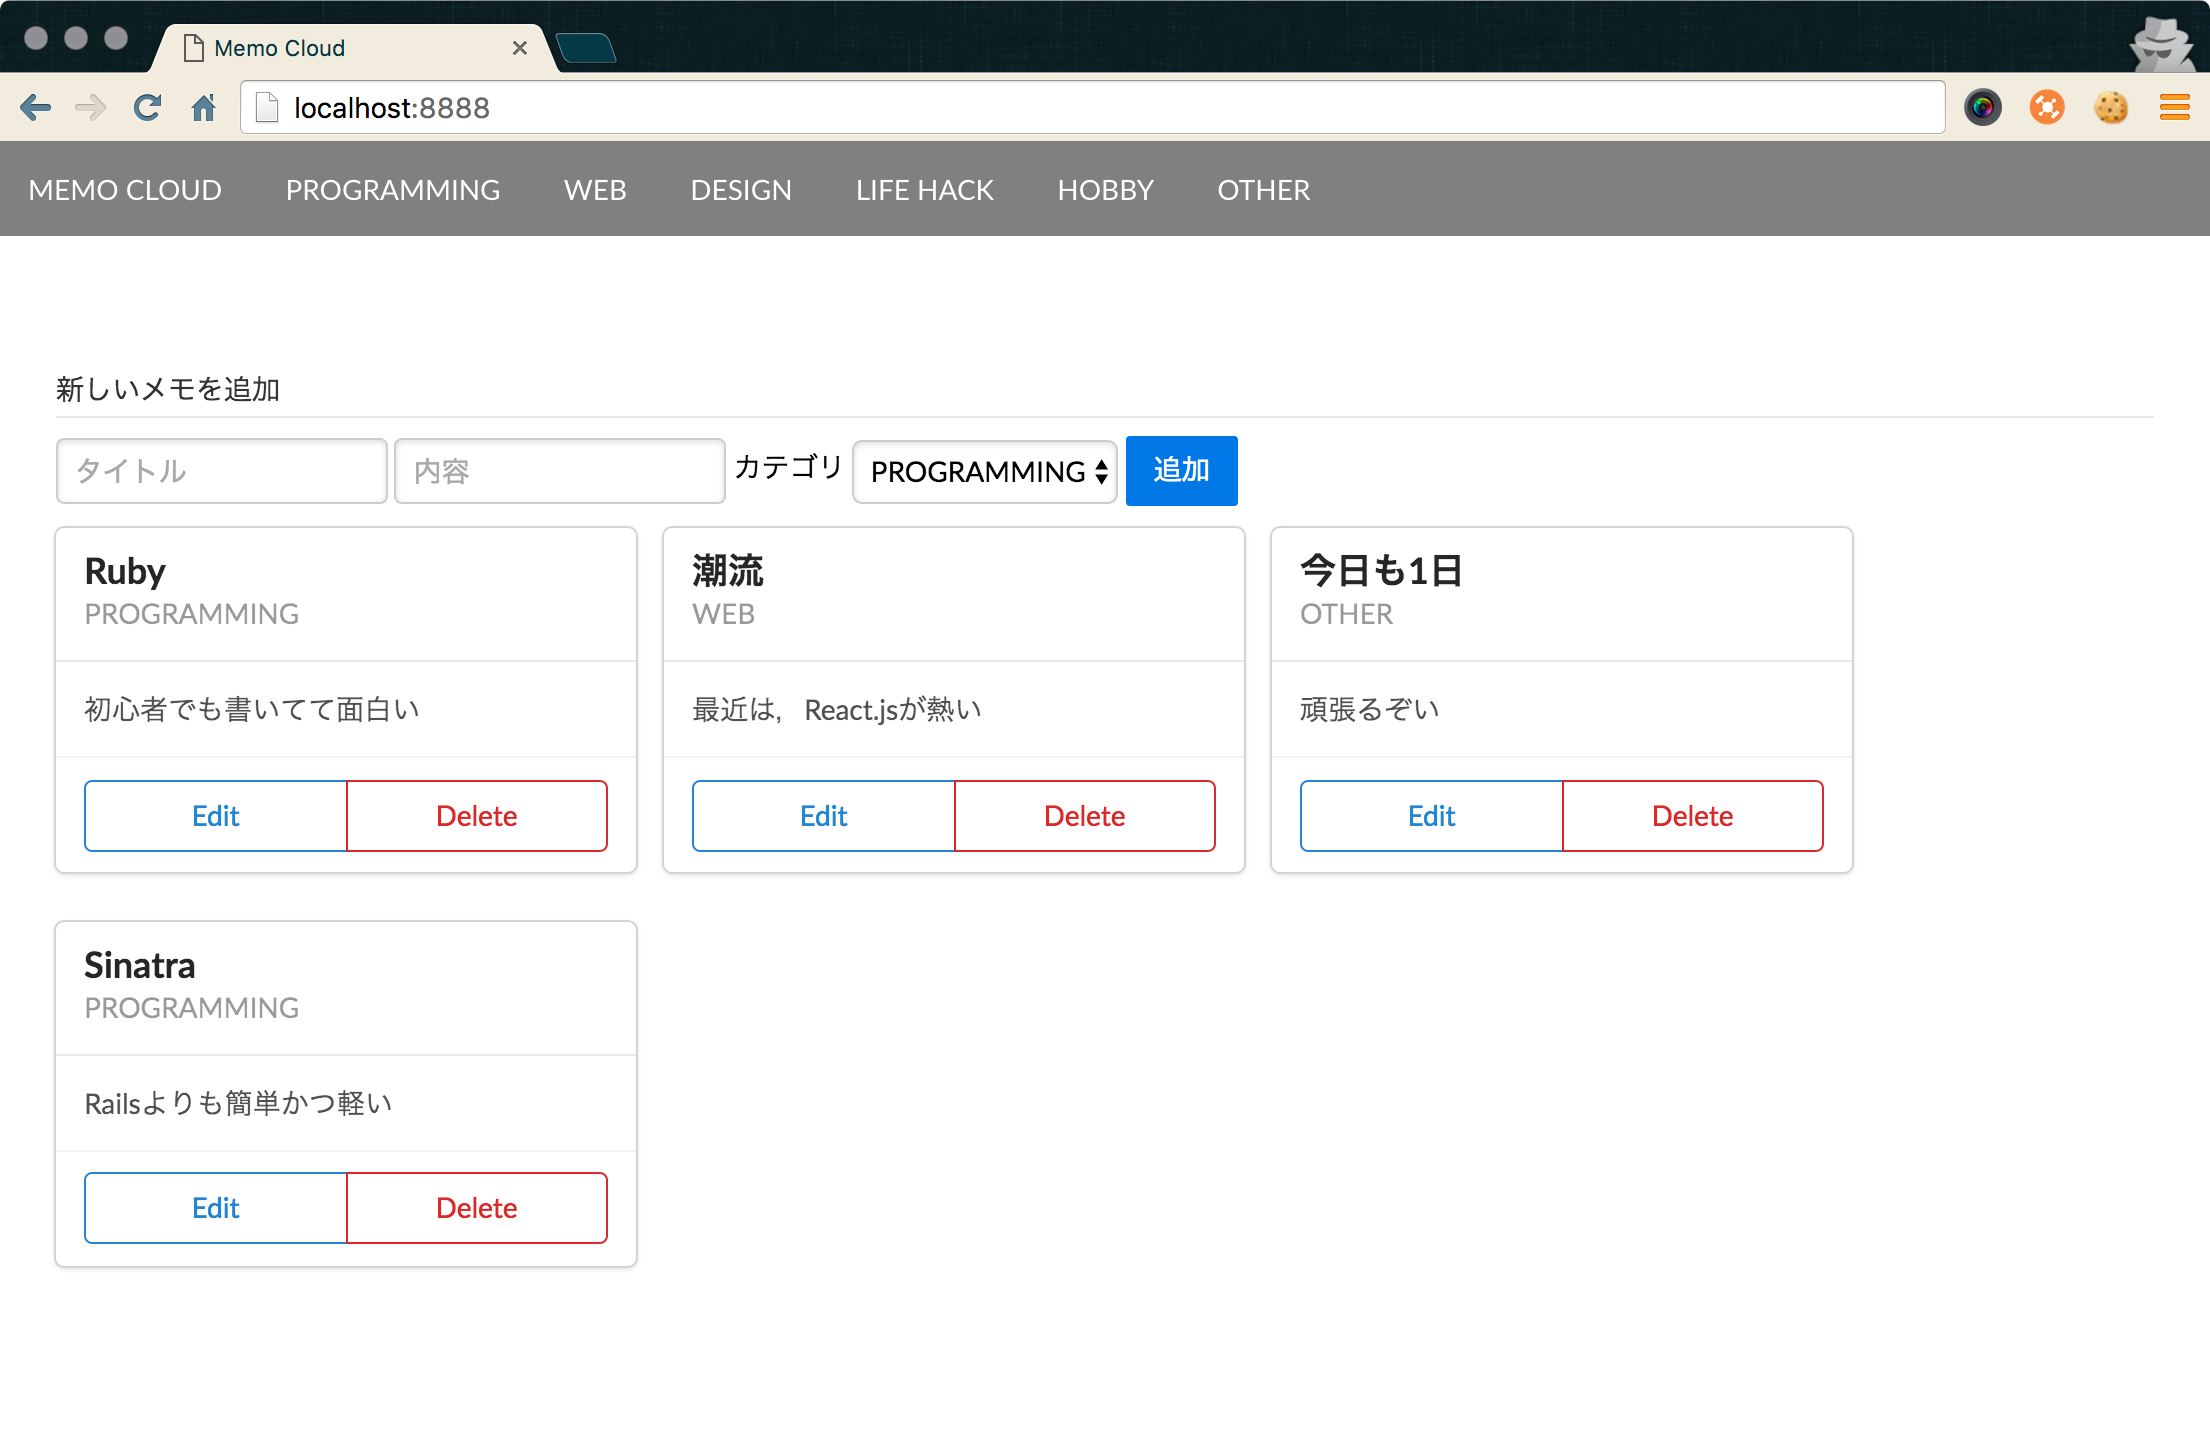 Memo Cloud
localhost:8888
MEMO CLOUD PROGRAMMING WEB DESIGN LIFE HACK HOBBY OTHER
新しいメモを追加
タイトル 内容 カテゴリ PROGRAMMING 追加
Ruby
PROGRAMMING
初心者でも書いてて面白い
Edit Delete
潮流
WEB
最近は，React.jsが熱い
Edit Delete
今日も1日
OTHER
頑張るぞい
Edit Delete
Sinatra
PROGRAMMING
Railsよりも簡単かつ軽い
Edit Delete